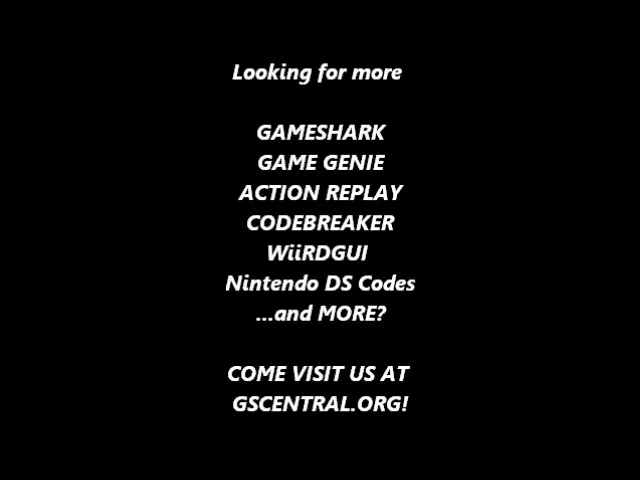 Looking for more
GAMESHARK
GAME GENIE
ACTION REPLAY
CODEBREAKER
WiiRDGUI
Nintendo DS Codes
...and MORE?
COME VISIT US AT
GSCENTRAL.ORG!